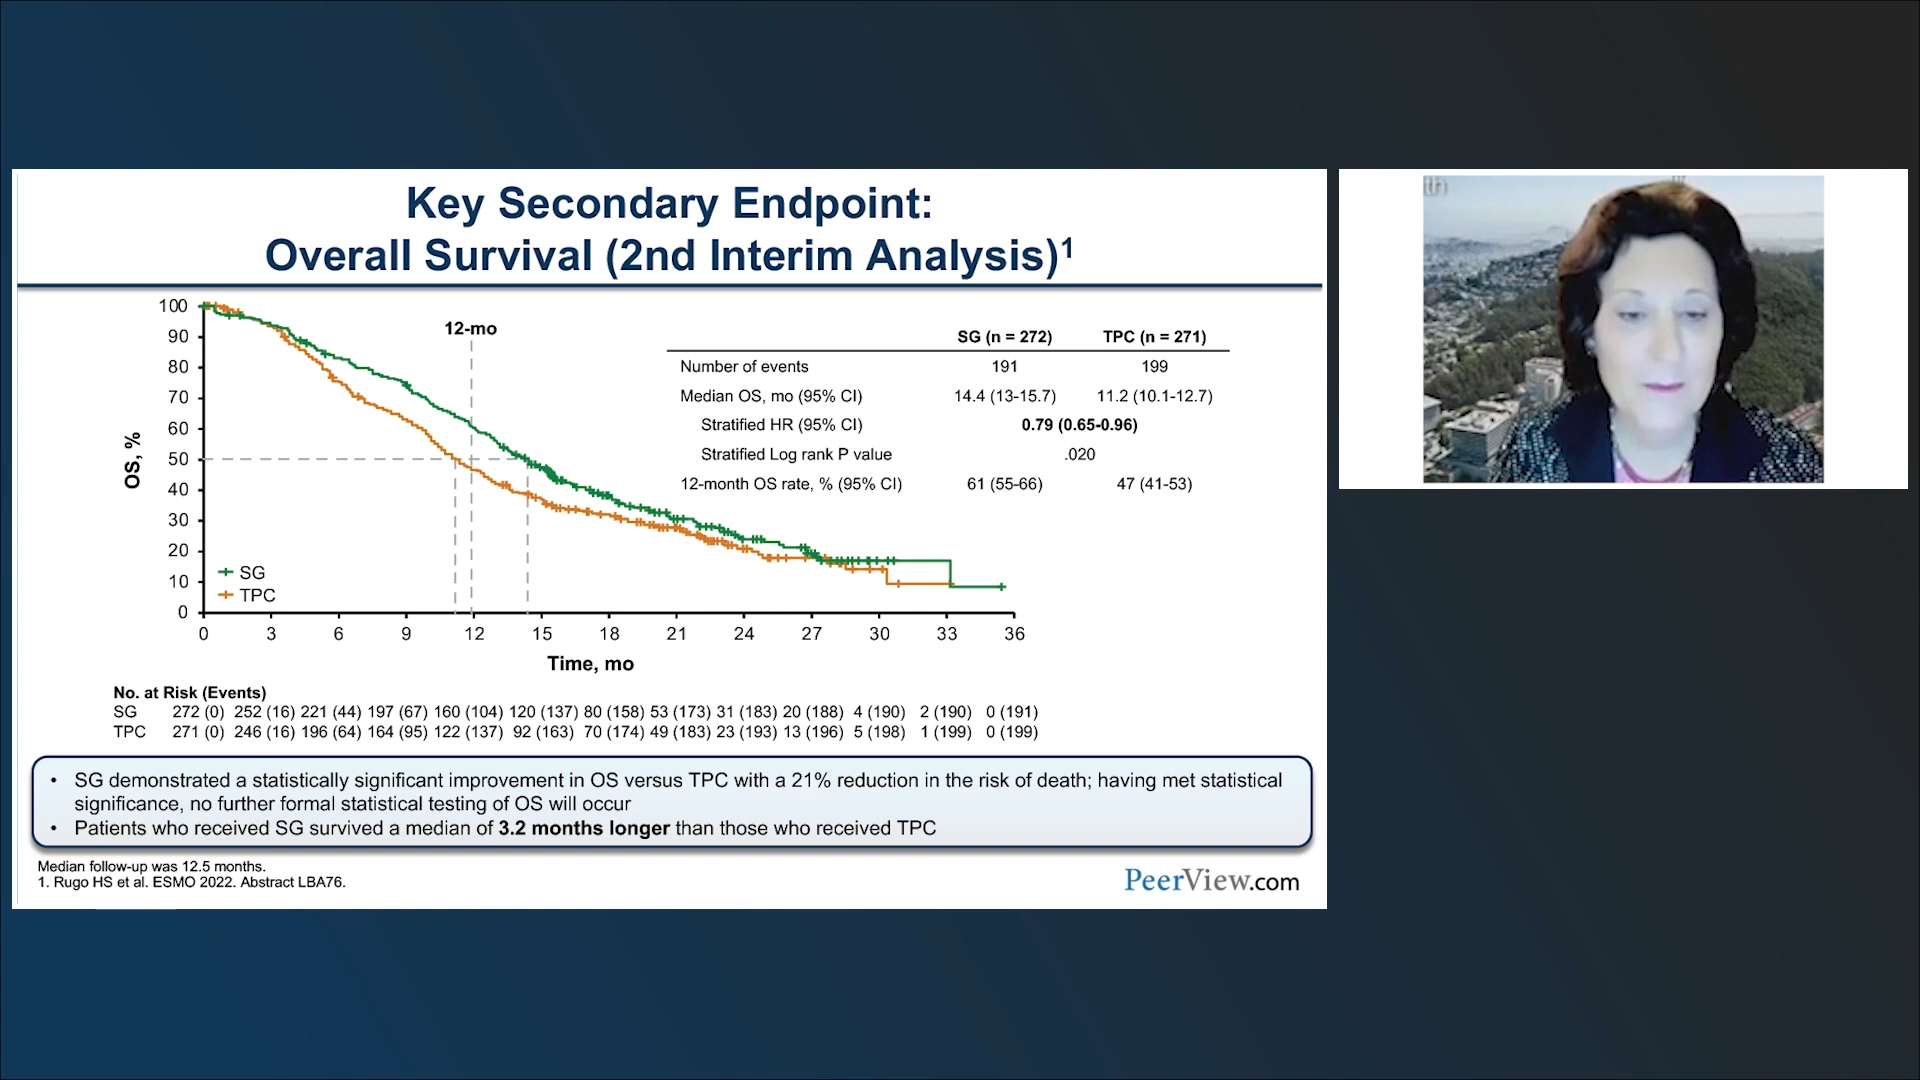 Key Secondary Endpoint:
Overall Survival (2nd Interim Analysis)¹
100
90
80
70
60
50
40
30
20
10
0
OS, %
12-mo
SG
TPC
0 3 6 9 12 15 18 21 24 27 30 33 36
Time, mo
SG (n = 272) TPC (n = 271)
Number of events 191 199
Median OS, mo (95% CI) 14.4 (13-15.7) 11.2 (10.1-12.7)
Stratified HR (95% CI) 0.79 (0.65-0.96)
Stratified Log rank P value .020
12-month OS rate, % (95% CI) 61 (55-66) 47 (41-53)
No. at Risk (Events)
SG 272 (0) 252 (16) 221 (44) 197 (67) 160 (104) 120 (137) 80 (158) 53 (173) 31 (183) 20 (188) 4 (190) 2 (190) 0 (191)
TPC 271 (0) 246 (16) 196 (64) 164 (95) 122 (137) 92 (163) 70 (174) 49 (183) 23 (193) 13 (196) 5 (198) 1 (199) 0 (199)
• SG demonstrated a statistically significant improvement in OS versus TPC with a 21% reduction in the risk of death; having met statistical
significance, no further formal statistical testing of OS will occur
• Patients who received SG survived a median of 3.2 months longer than those who received TPC
Median follow-up was 12.5 months.
1. Rugo HS et al. ESMO 2022. Abstract LBA76.
PeerView.com
th